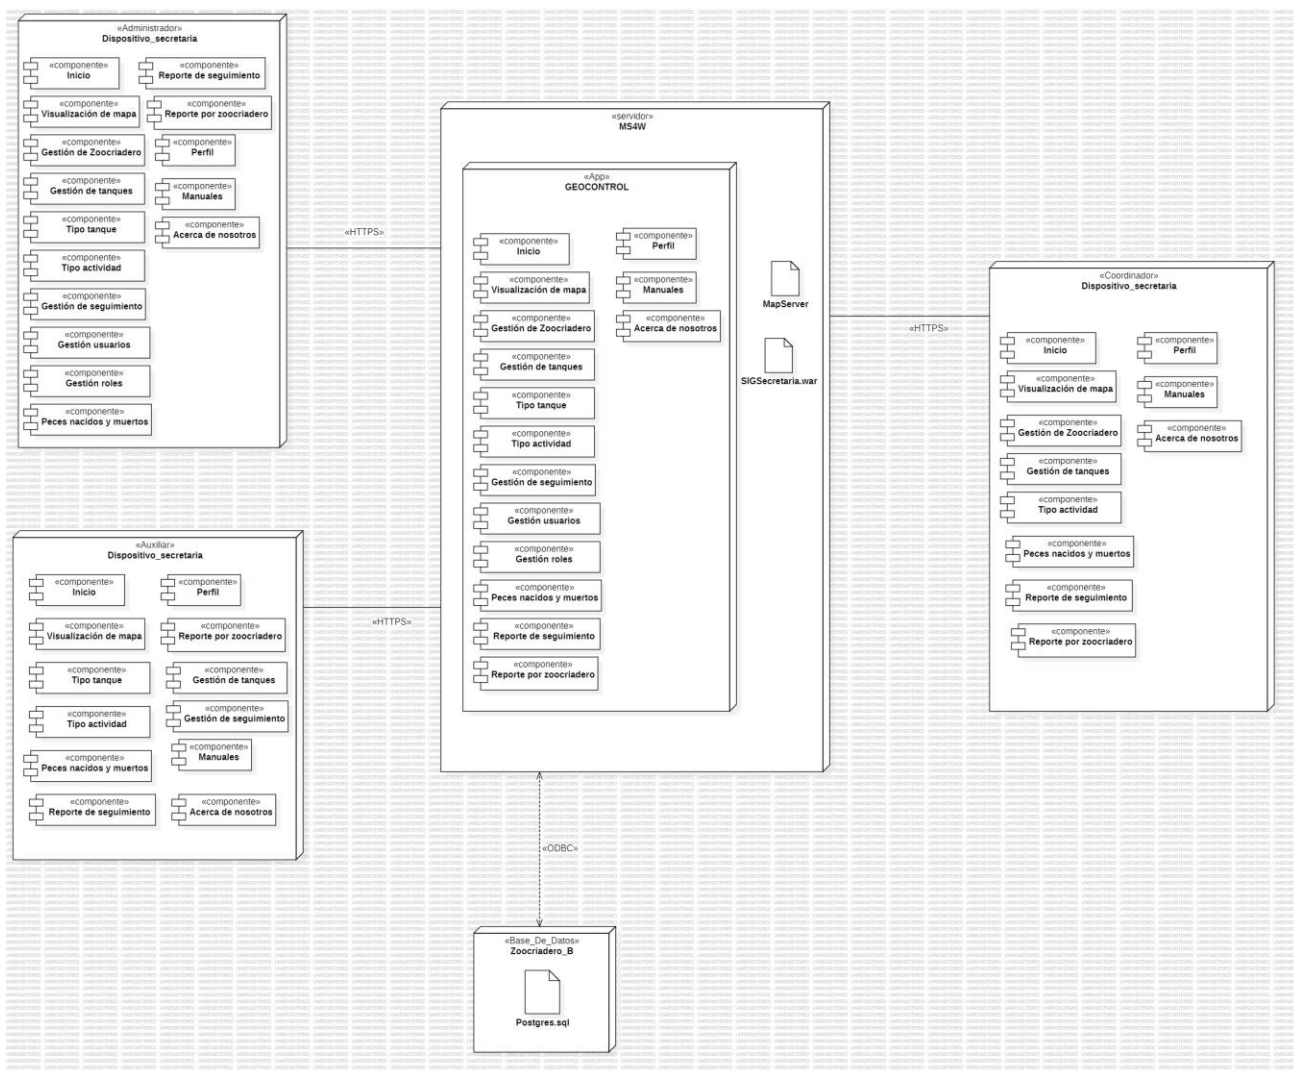 «Administrador»
Dispositivo_secretaria
«componente»
Inicio
«componente»
Reporte de seguimiento
«componente»
Visualización de mapa
«componente»
Reporte por zoocriadero
«componente»
Gestión de Zoocriadero
«componente»
Perfil
«componente»
Gestión de tanques
«componente»
Manuales
«componente»
Tipo tanque
«componente»
Acerca de nosotros
«componente»
Tipo actividad
«componente»
Gestión de seguimiento
«componente»
Gestión usuarios
«componente»
Gestión roles
«componente»
Peces nacidos y muertos
«HTTPS»
«servidor»
MS4W
«App»
GEOCONTROL
«componente»
Inicio
«componente»
Perfil
«componente»
Visualización de mapa
«componente»
Manuales
«componente»
Gestión de Zoocriadero
«componente»
Acerca de nosotros
«componente»
Gestión de tanques
«componente»
Tipo tanque
«componente»
Tipo actividad
«componente»
Gestión de seguimiento
«componente»
Gestión usuarios
«componente»
Gestión roles
«componente»
Peces nacidos y muertos
«componente»
Reporte de seguimiento
«componente»
Reporte por zoocriadero
MapServer
SIGSecretaria.war
«HTTPS»
«Coordinador»
Dispositivo_secretaria
«componente»
Inicio
«componente»
Perfil
«componente»
Visualización de mapa
«componente»
Manuales
«componente»
Gestión de Zoocriadero
«componente»
Acerca de nosotros
«componente»
Gestión de tanques
«componente»
Tipo actividad
«componente»
Peces nacidos y muertos
«componente»
Reporte de seguimiento
«componente»
Reporte por zoocriadero
«Auxiliar»
Dispositivo_secretaria
«componente»
Inicio
«componente»
Perfil
«componente»
Visualización de mapa
«componente»
Reporte por zoocriadero
«componente»
Tipo tanque
«componente»
Gestión de tanques
«componente»
Tipo actividad
«componente»
Gestión de seguimiento
«componente»
Peces nacidos y muertos
«componente»
Manuales
«componente»
Reporte de seguimiento
«componente»
Acerca de nosotros
«HTTPS»
«ODBC»
«Base_De_Datos»
Zoocriadero_B
Postgres.sql